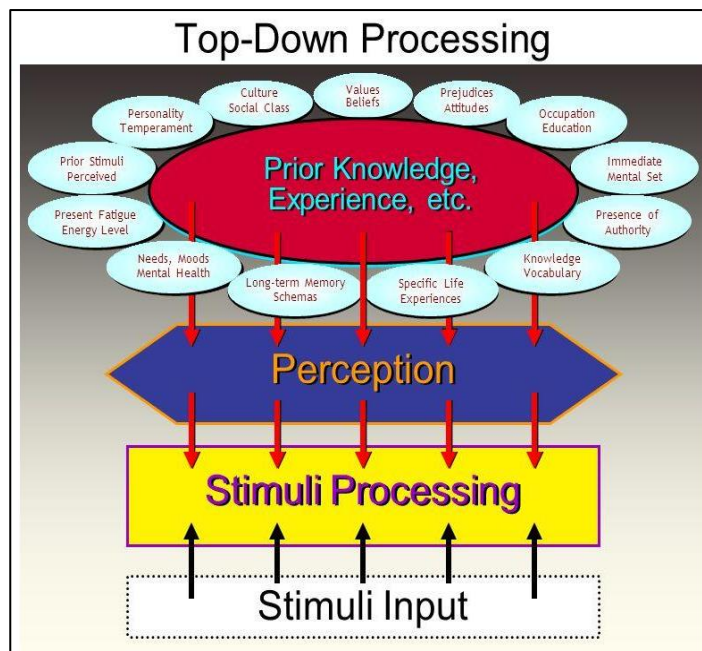 Top-Down Processing
Values
Beliefs
Culture
Social Class
Prejudices
Attitudes
Personality
Temperament
Occupation
Education
Prior Stimuli
Perceived
Prior Knowledge,
Experience, etc.
Immediate
Mental Set
Present Fatigue
Energy Level
Presence of
Authority
Needs, Moods
Mental Health
Long-term Memory
Schemas
Specific Life
Experiences
Knowledge
Vocabulary
Perception
Stimuli Processing
Stimuli Input